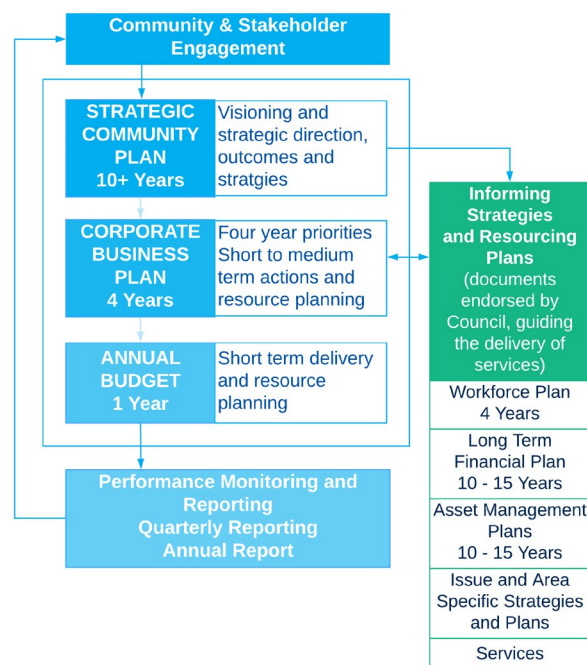 Community & Stakeholder
Engagement
STRATEGIC
COMMUNITY
PLAN
10+ Years
Visioning and
strategic direction,
outcomes and
stratgies
CORPORATE
BUSINESS
PLAN
4 Years
Four year priorities
Short to medium
term actions and
resource planning
ANNUAL
BUDGET
1 Year
Short term delivery
and resource
planning
Performance Monitoring and
Reporting
Quarterly Reporting
Annual Report
Informing
Strategies
and Resourcing
Plans
(documents
endorsed by
Council, guiding
the delivery of
services)
Workforce Plan
4 Years
Long Term
Financial Plan
10 - 15 Years
Asset Management
Plans
10 - 15 Years
Issue and Area
Specific Strategies
and Plans
Services